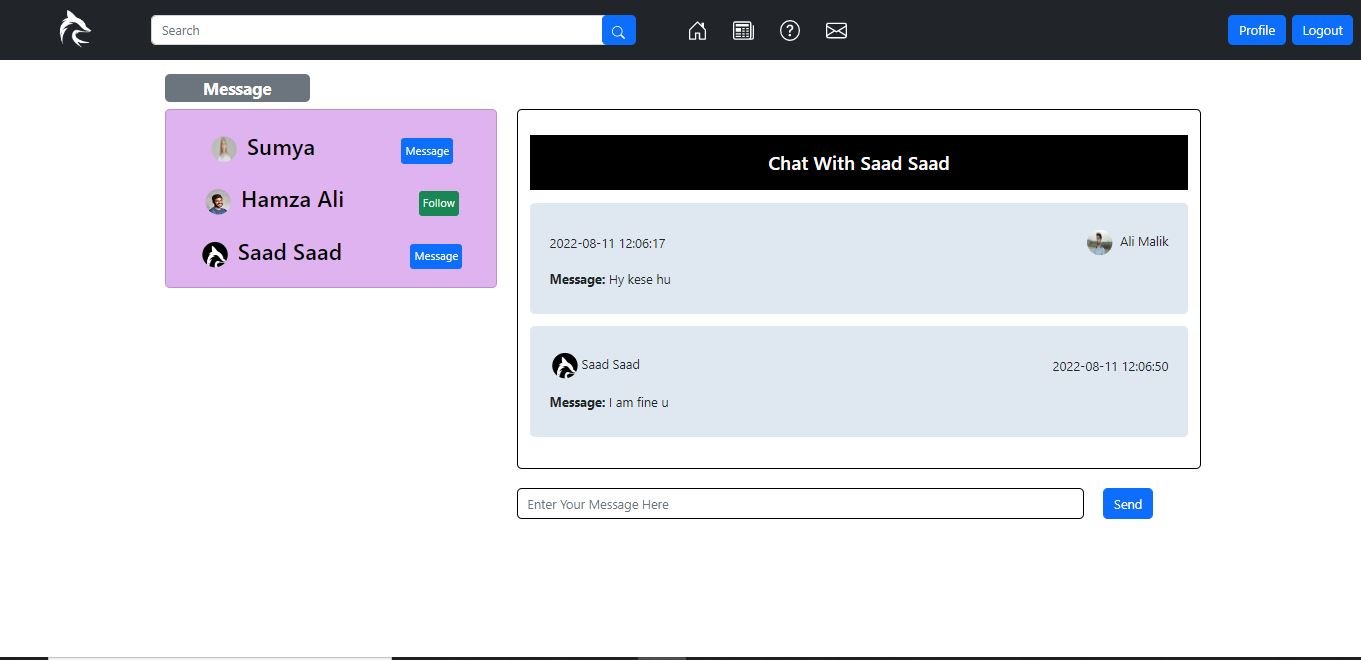 Search
Profile
Logout
Message
Sumya
Message
Hamza Ali
Follow
Saad Saad
Message
Chat With Saad Saad
2022-08-11 12:06:17
Ali Malik
Message: Hy kese hu
Saad Saad
2022-08-11 12:06:50
Message: I am fine u
Enter Your Message Here
Send